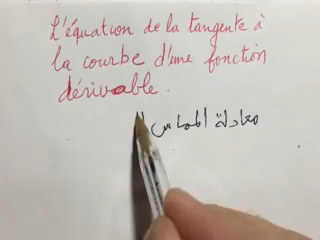 L'équation de la tangente à
la courbe d'une fonction
dérivable.
معادلة المماس